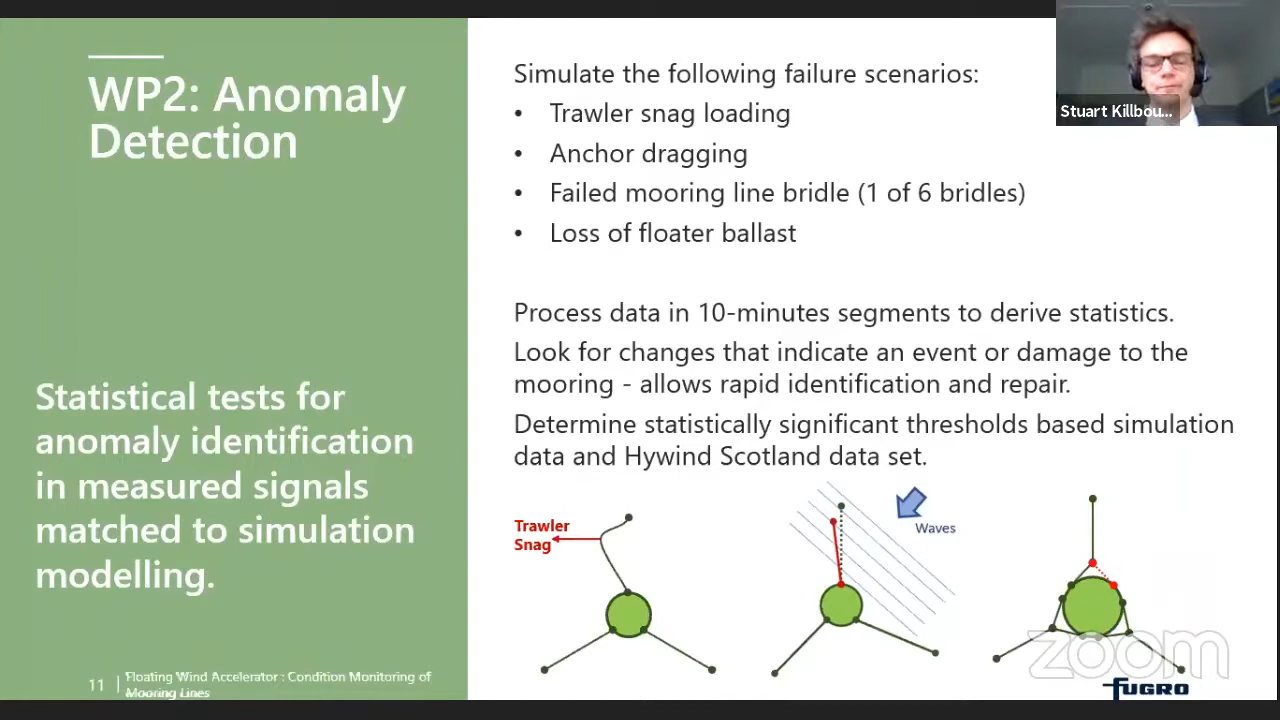 WP2: Anomaly
Detection
Statistical tests for
anomaly identification
in measured signals
matched to simulation
modelling.
11
Floating Wind Accelerator : Condition Monitoring of
Mooring Lines
Simulate the following failure scenarios:
• Trawler snag loading
• Anchor dragging
• Failed mooring line bridle (1 of 6 bridles)
• Loss of floater ballast
Process data in 10-minutes segments to derive statistics.
Look for changes that indicate an event or damage to the
mooring - allows rapid identification and repair.
Determine statistically significant thresholds based simulation
data and Hywind Scotland data set.
Trawler
Snag
Waves
zoom
fugro
Stuart Killbou...